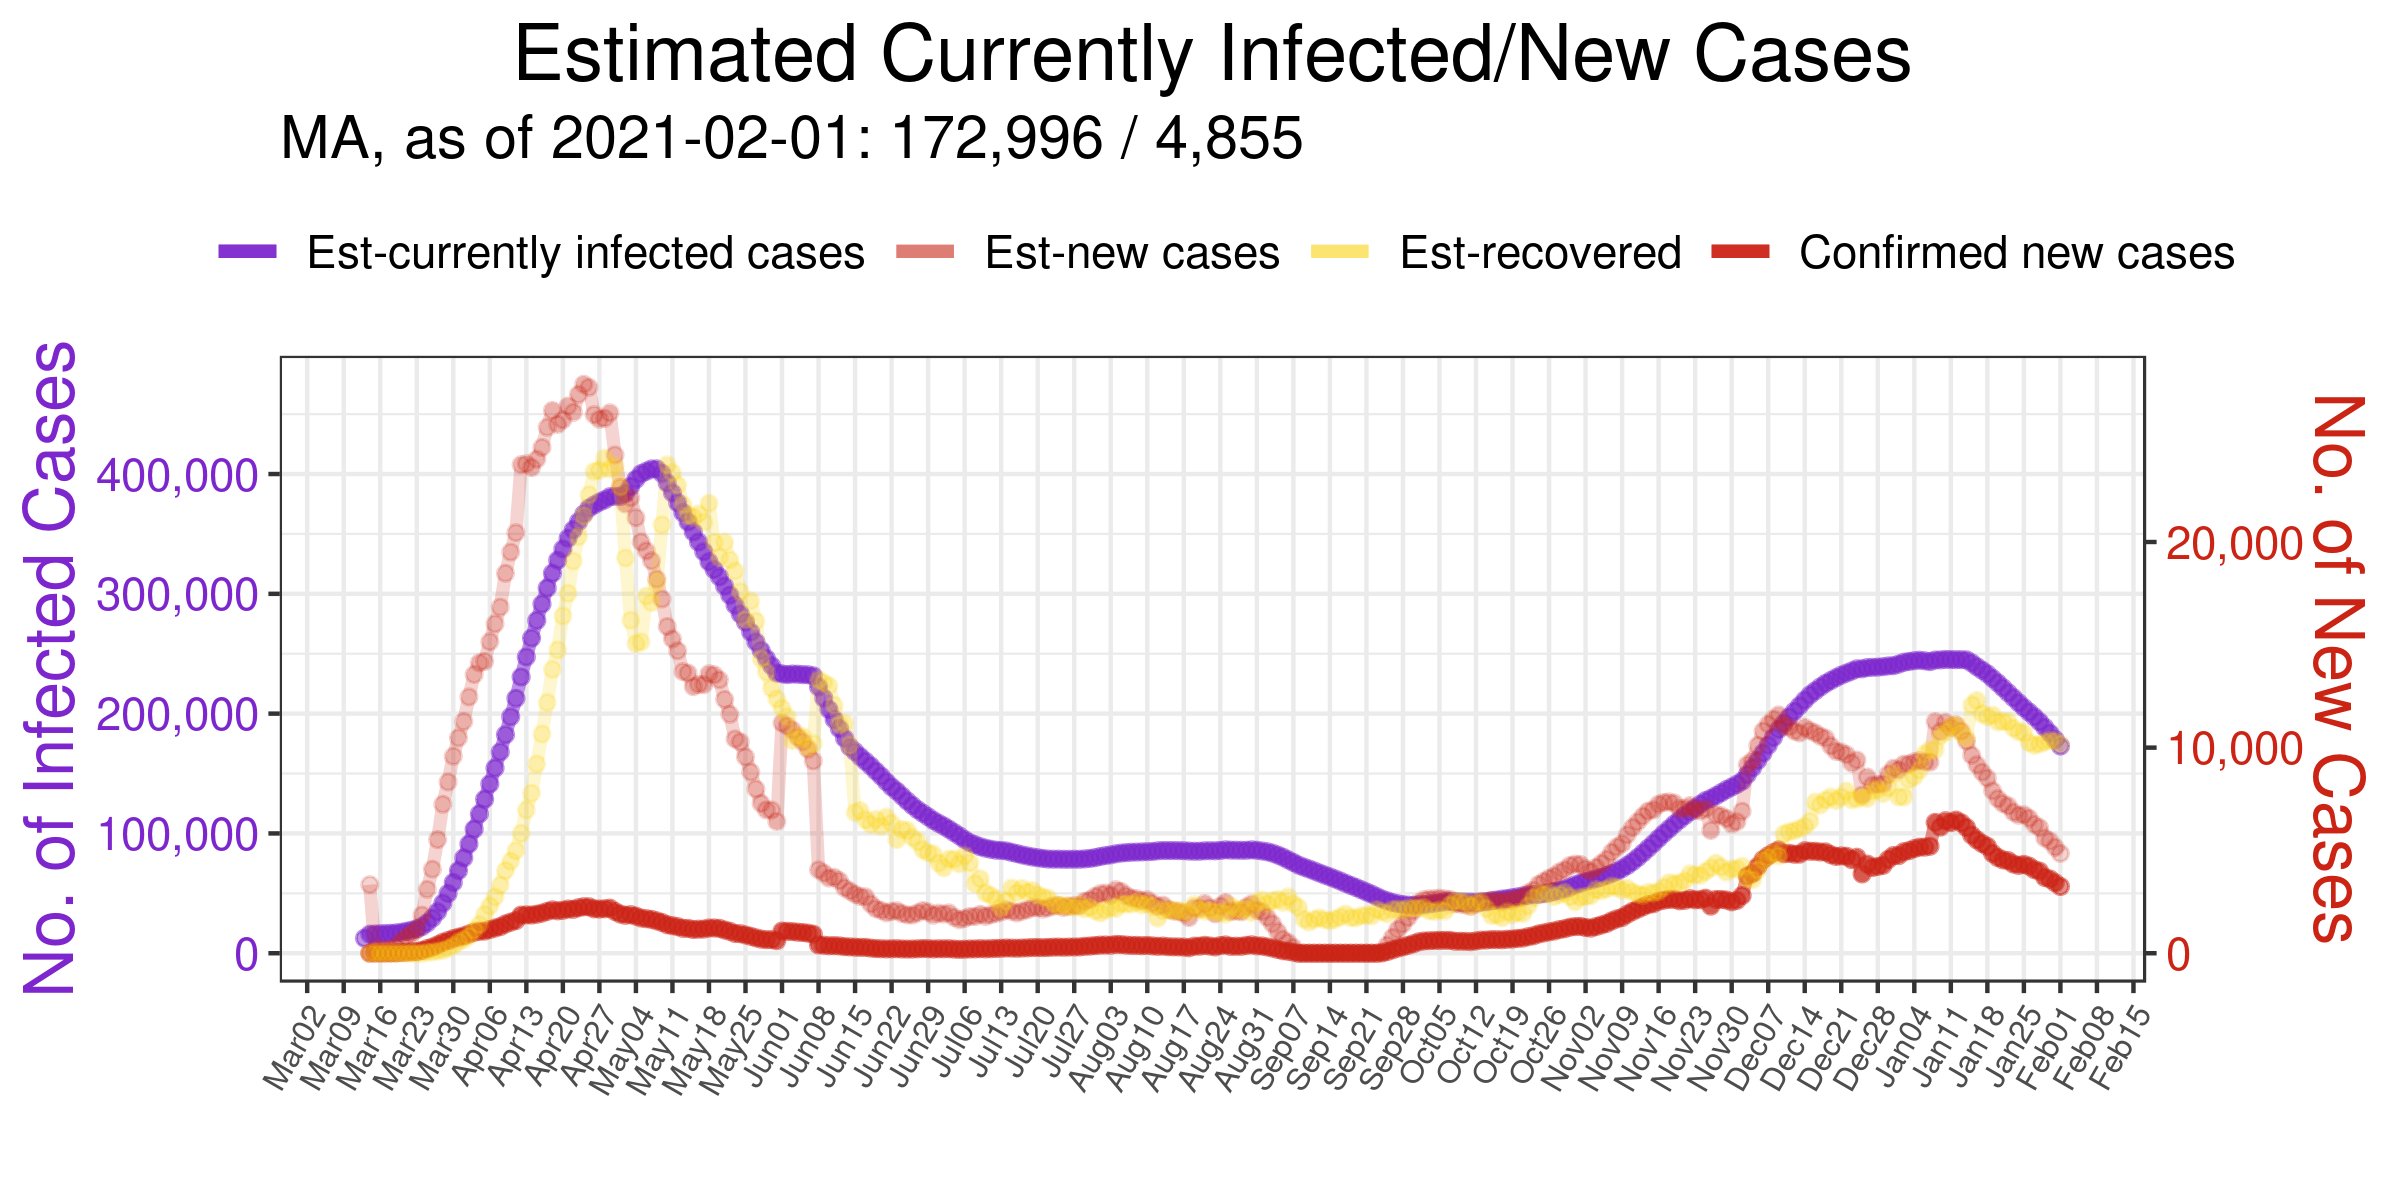 Estimated Currently Infected/New Cases
MA, as of 2021-02-01: 172,996 / 4,855
Est-currently infected cases
Est-new cases
Est-recovered
Confirmed new cases
No. of Infected Cases
400,000
300,000
200,000
100,000
0
No. of New Cases
20,000
10,000
0
Mar02
Mar09
Mar16
Mar23
Mar30
Apr06
Apr13
Apr20
Apr27
May04
May11
May18
May25
Jun01
Jun08
Jun15
Jun22
Jun29
Jul06
Jul13
Jul20
Jul27
Aug03
Aug10
Aug17
Aug24
Aug31
Sep07
Sep14
Sep21
Sep28
Oct05
Oct12
Oct19
Oct26
Nov02
Nov09
Nov16
Nov23
Nov30
Dec07
Dec14
Dec21
Dec28
Dec04
Jan11
Jan18
Jan25
Feb01
Feb08
Feb15